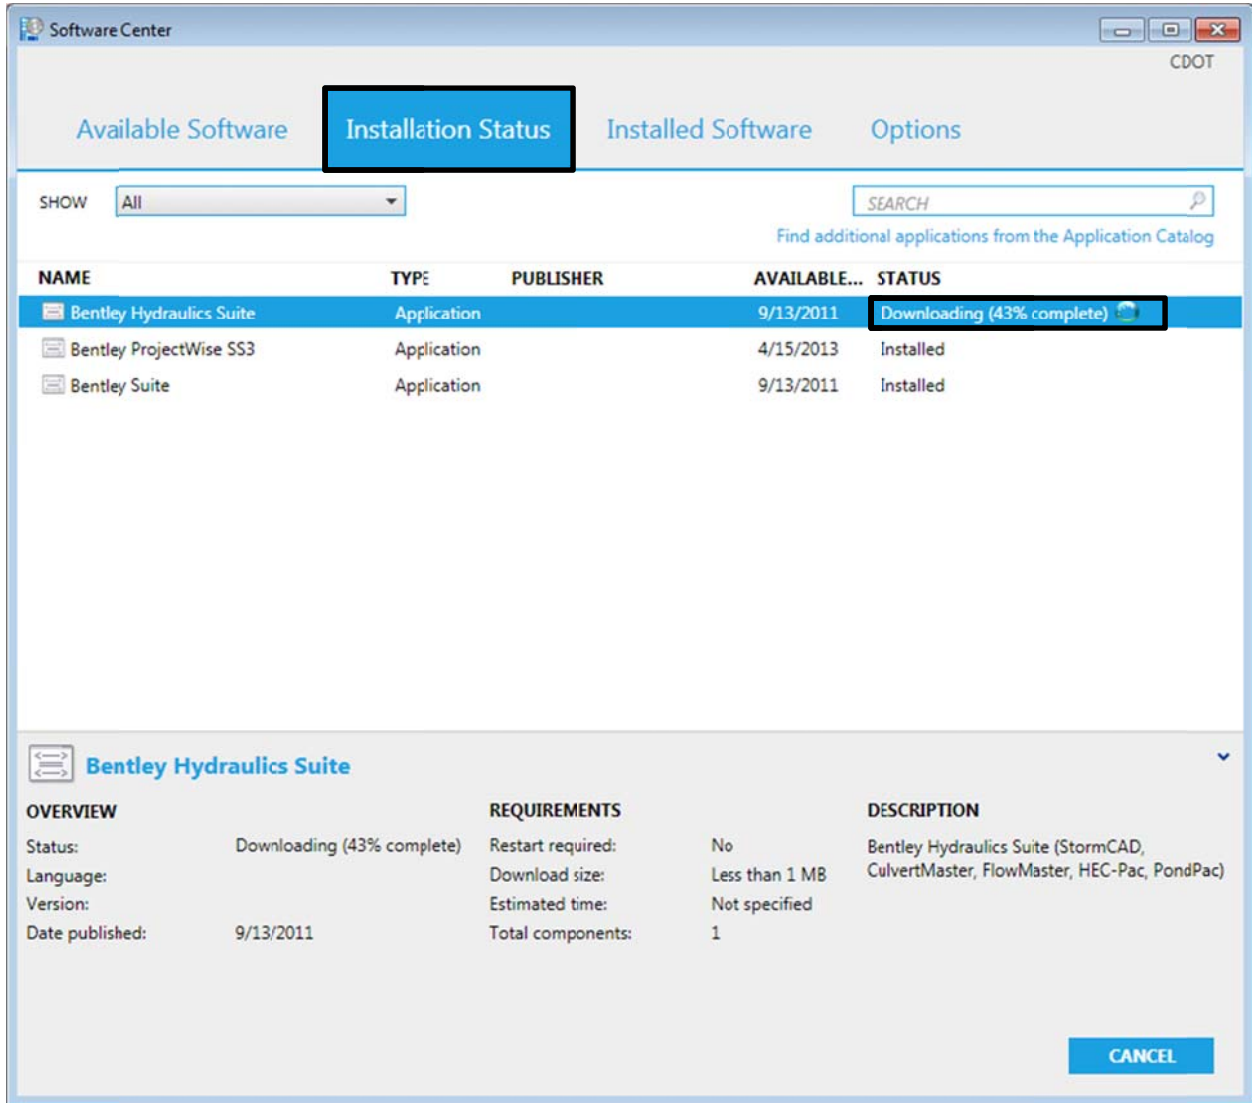 Software Center
CDOT
Available Software Installation Status Installed Software Options
SHOW All SEARCH
Find additional applications from the Application Catalog
NAME TYPE PUBLISHER AVAILABLE... STATUS
Bentley Hydraulics Suite Application 9/13/2011 Downloading (43% complete)
Bentley ProjectWise SS3 Application 4/15/2013 Installed
Bentley Suite Application 9/13/2011 Installed
Bentley Hydraulics Suite
OVERVIEW REQUIREMENTS DESCRIPTION
Status: Downloading (43% complete) Restart required: No Bentley Hydraulics Suite (StormCAD,
Language: Download size: Less than 1 MB CulvertMaster, FlowMaster, HEC-Pac, PondPac)
Version: Estimated time: Not specified
Date published: 9/13/2011 Total components: 1
CANCEL